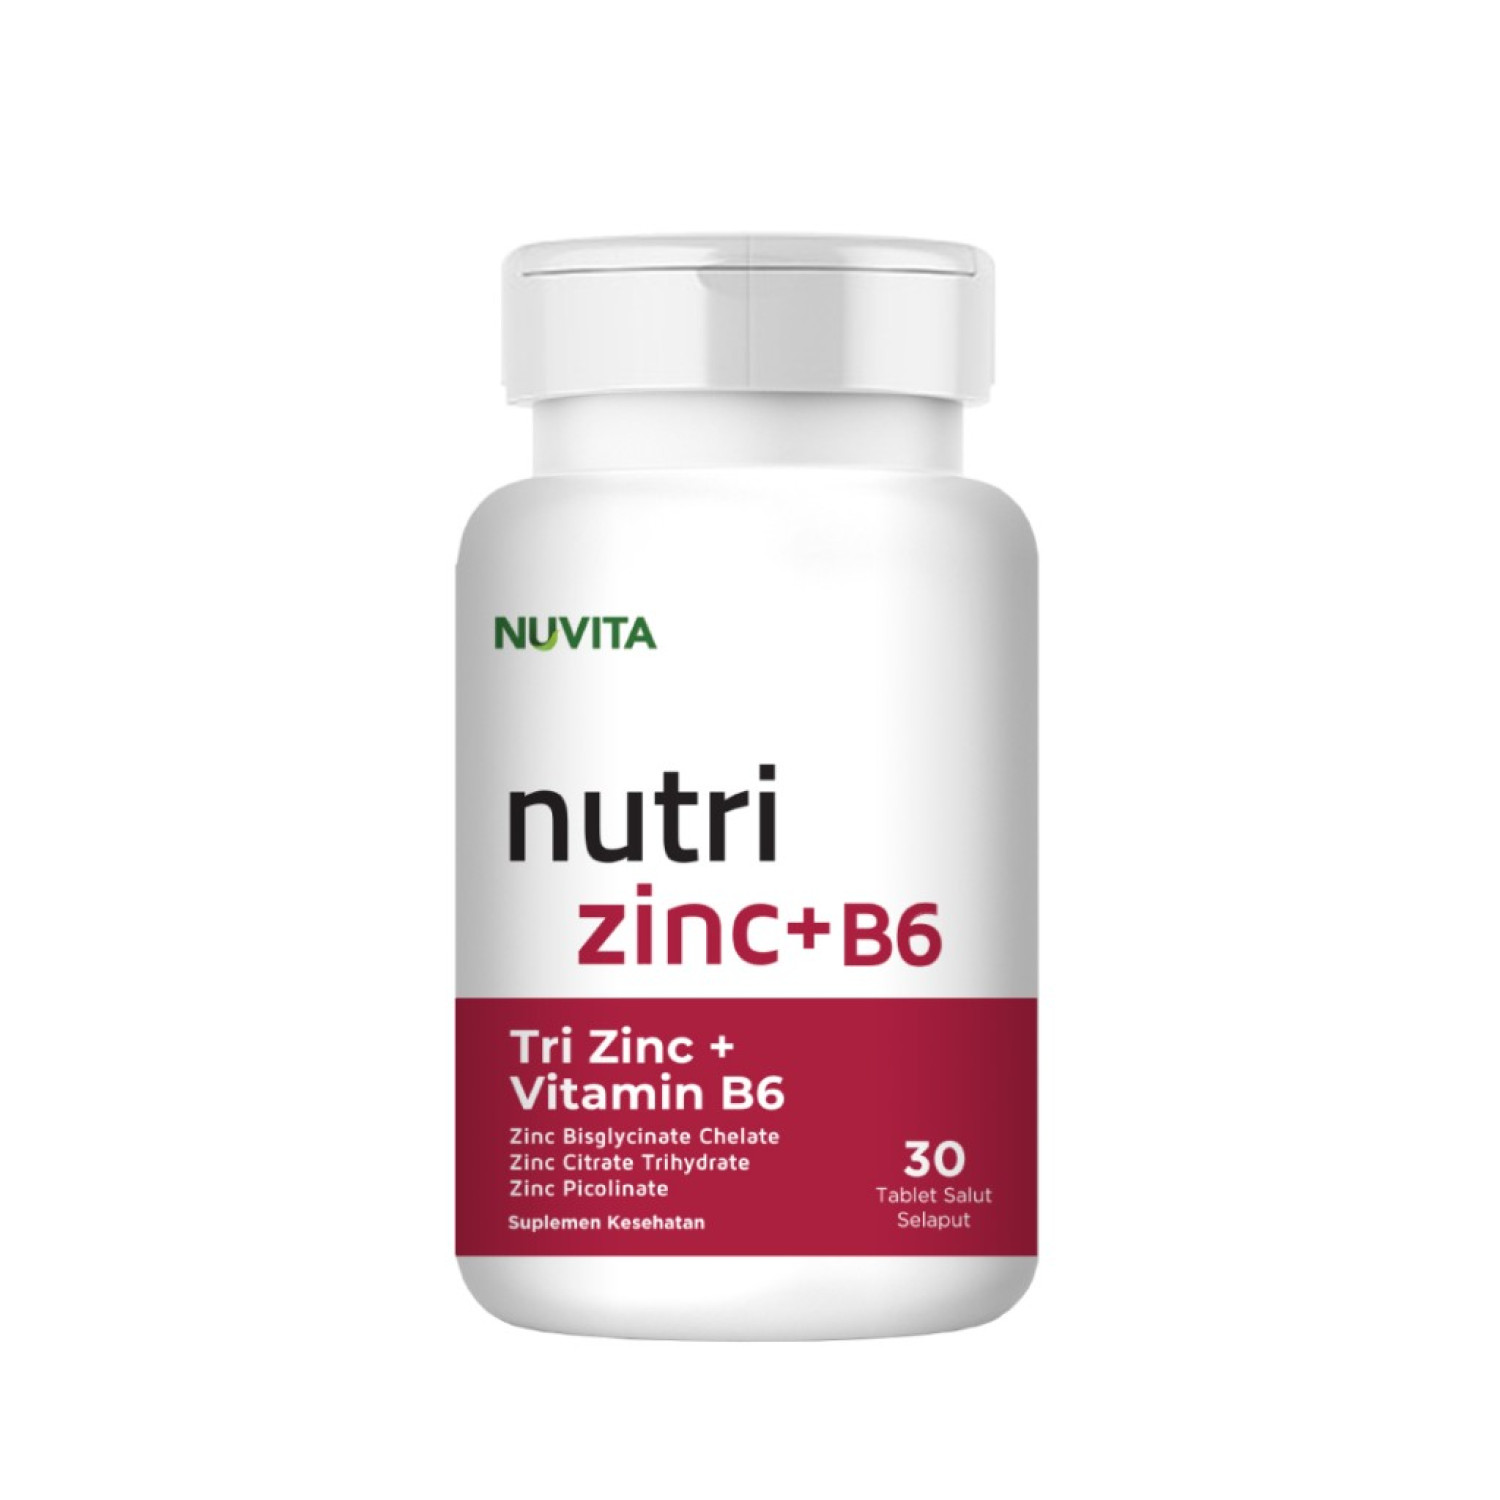 NUVITA
nutri
zinc+B6
Tri Zinc +
Vitamin B6
Zinc Bisglycinate Chelate
Zinc Citrate Trihydrate
Zinc Picolinate
Suplemen Kesehatan
30
Tablet Salut
Selaput